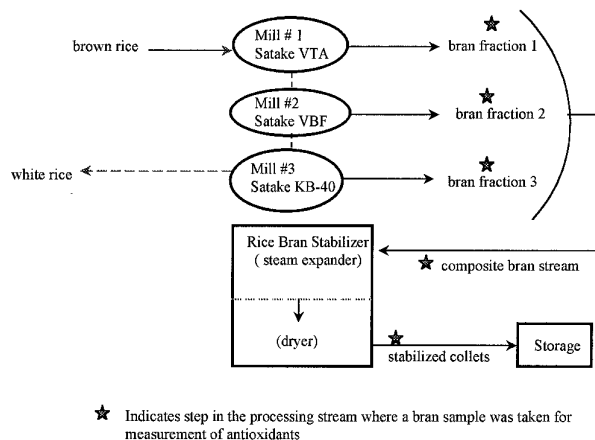 Mill # 1
brown rice
Satake VTA
bran fraction 1
Mill #2
Satake VBF
bran fraction 2
Mill #3
white rice
Satake KB-40
bran fraction 3
Rice Bran Stabilizer
( steam expander)
composite bran stream
(dryer)
stabilized collets
Storage
Indicates step in the processing stream where a bran sample was taken for
measurement of antioxidants